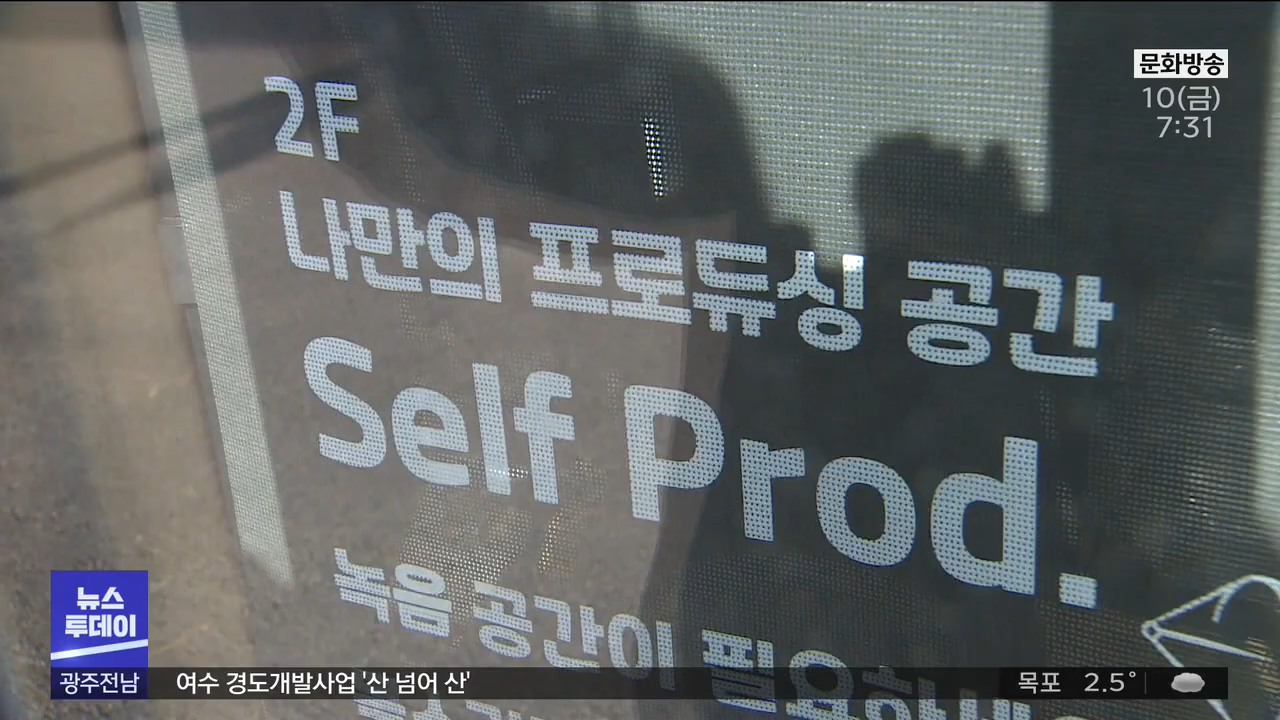 문화방송
10(금)
7:31
2F
나만의 프로듀싱 공간
Self Prod.
녹음 공간이
뉴스
투데이
광주전남
여수 경도개발사업 '산 넘어 산'
목포 2.5°